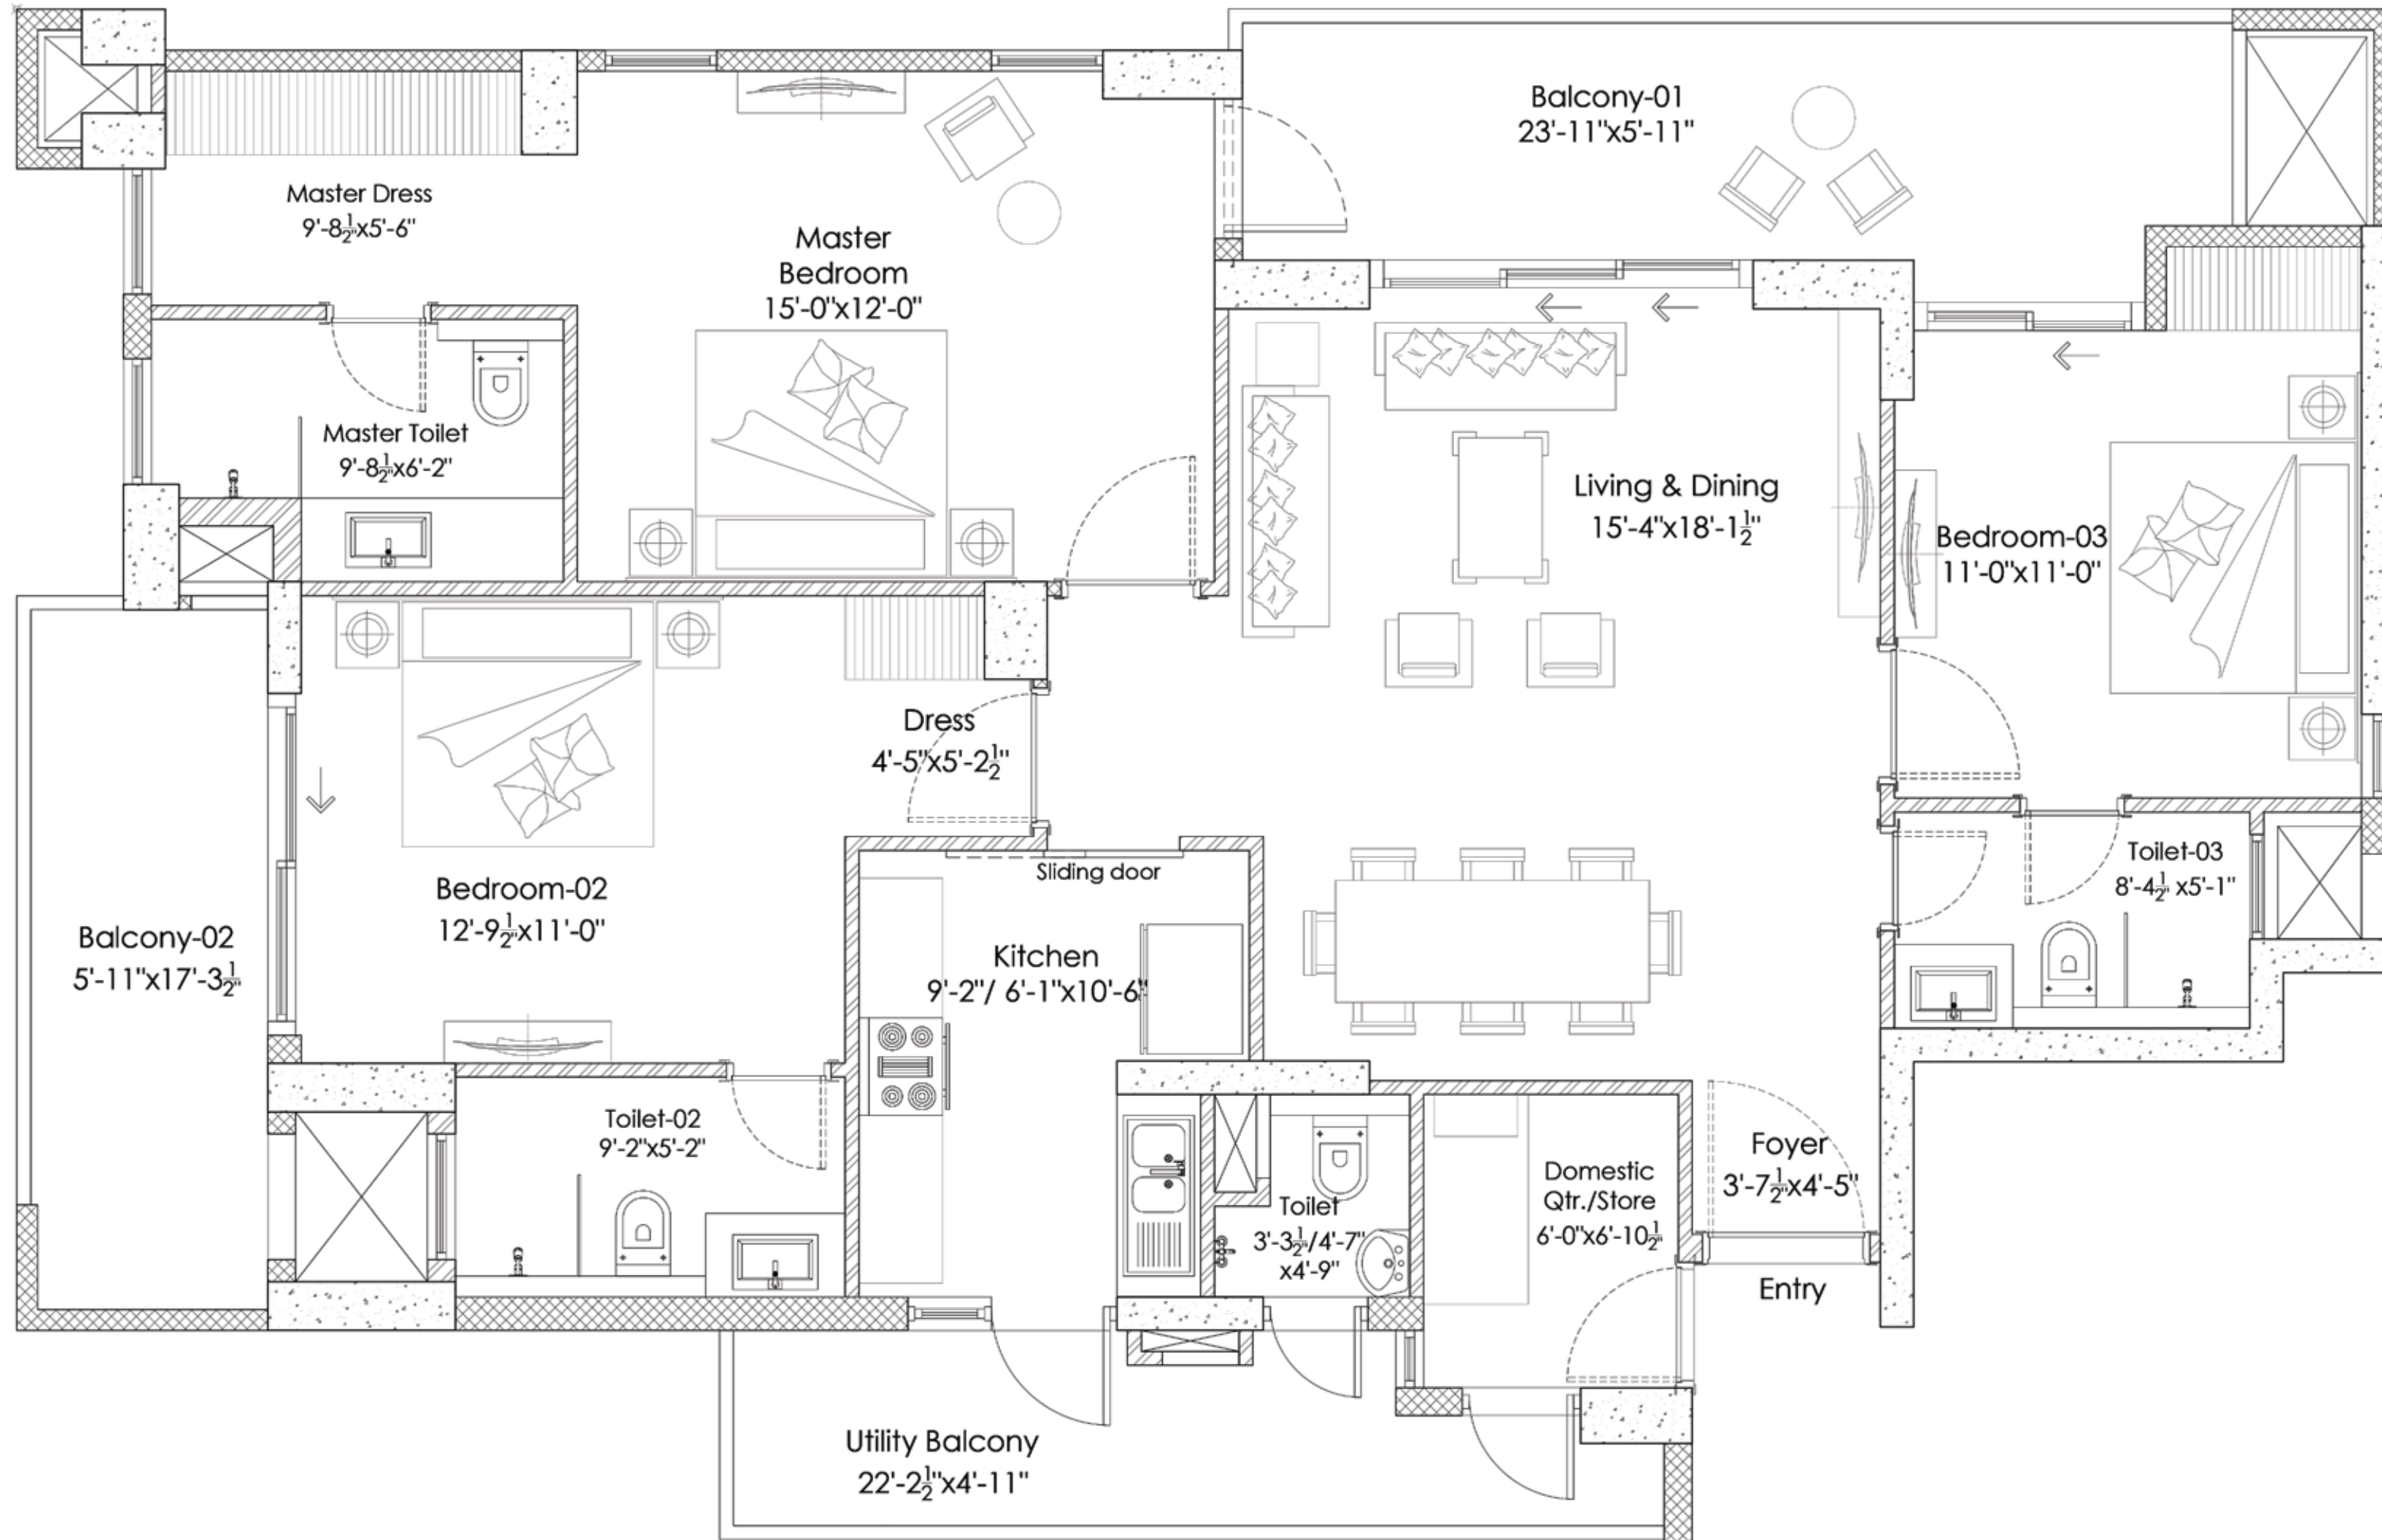 Balcony-01
23'-11"x5'-11"
Master Dress
9'-8½"x5'-6"
Master
Bedroom
15'-0"x12'-0"
Master Toilet
9'-8½"x6'-2"
Living & Dining
15'-4"x18'-1½"
Bedroom-03
11'-0"x11'-0"
Dress
4'-5"x5'-2½"
Sliding door
Toilet-03
8'-4½" x5'-1"
Bedroom-02
12'-9½"x11'-0"
Balcony-02
5'-11"x17'-3½"
Kitchen
9'-2"/ 6'-1"x10'-6"
Toilet-02
9'-2"x5'-2"
Toilet
3'-3½"/4'-7"
x4'-9"
Domestic
Qtr./Store
6'-0"x6'-10½"
Foyer
3'-7½"x4'-5"
Entry
Utility Balcony
22'-2½"x4'-11"